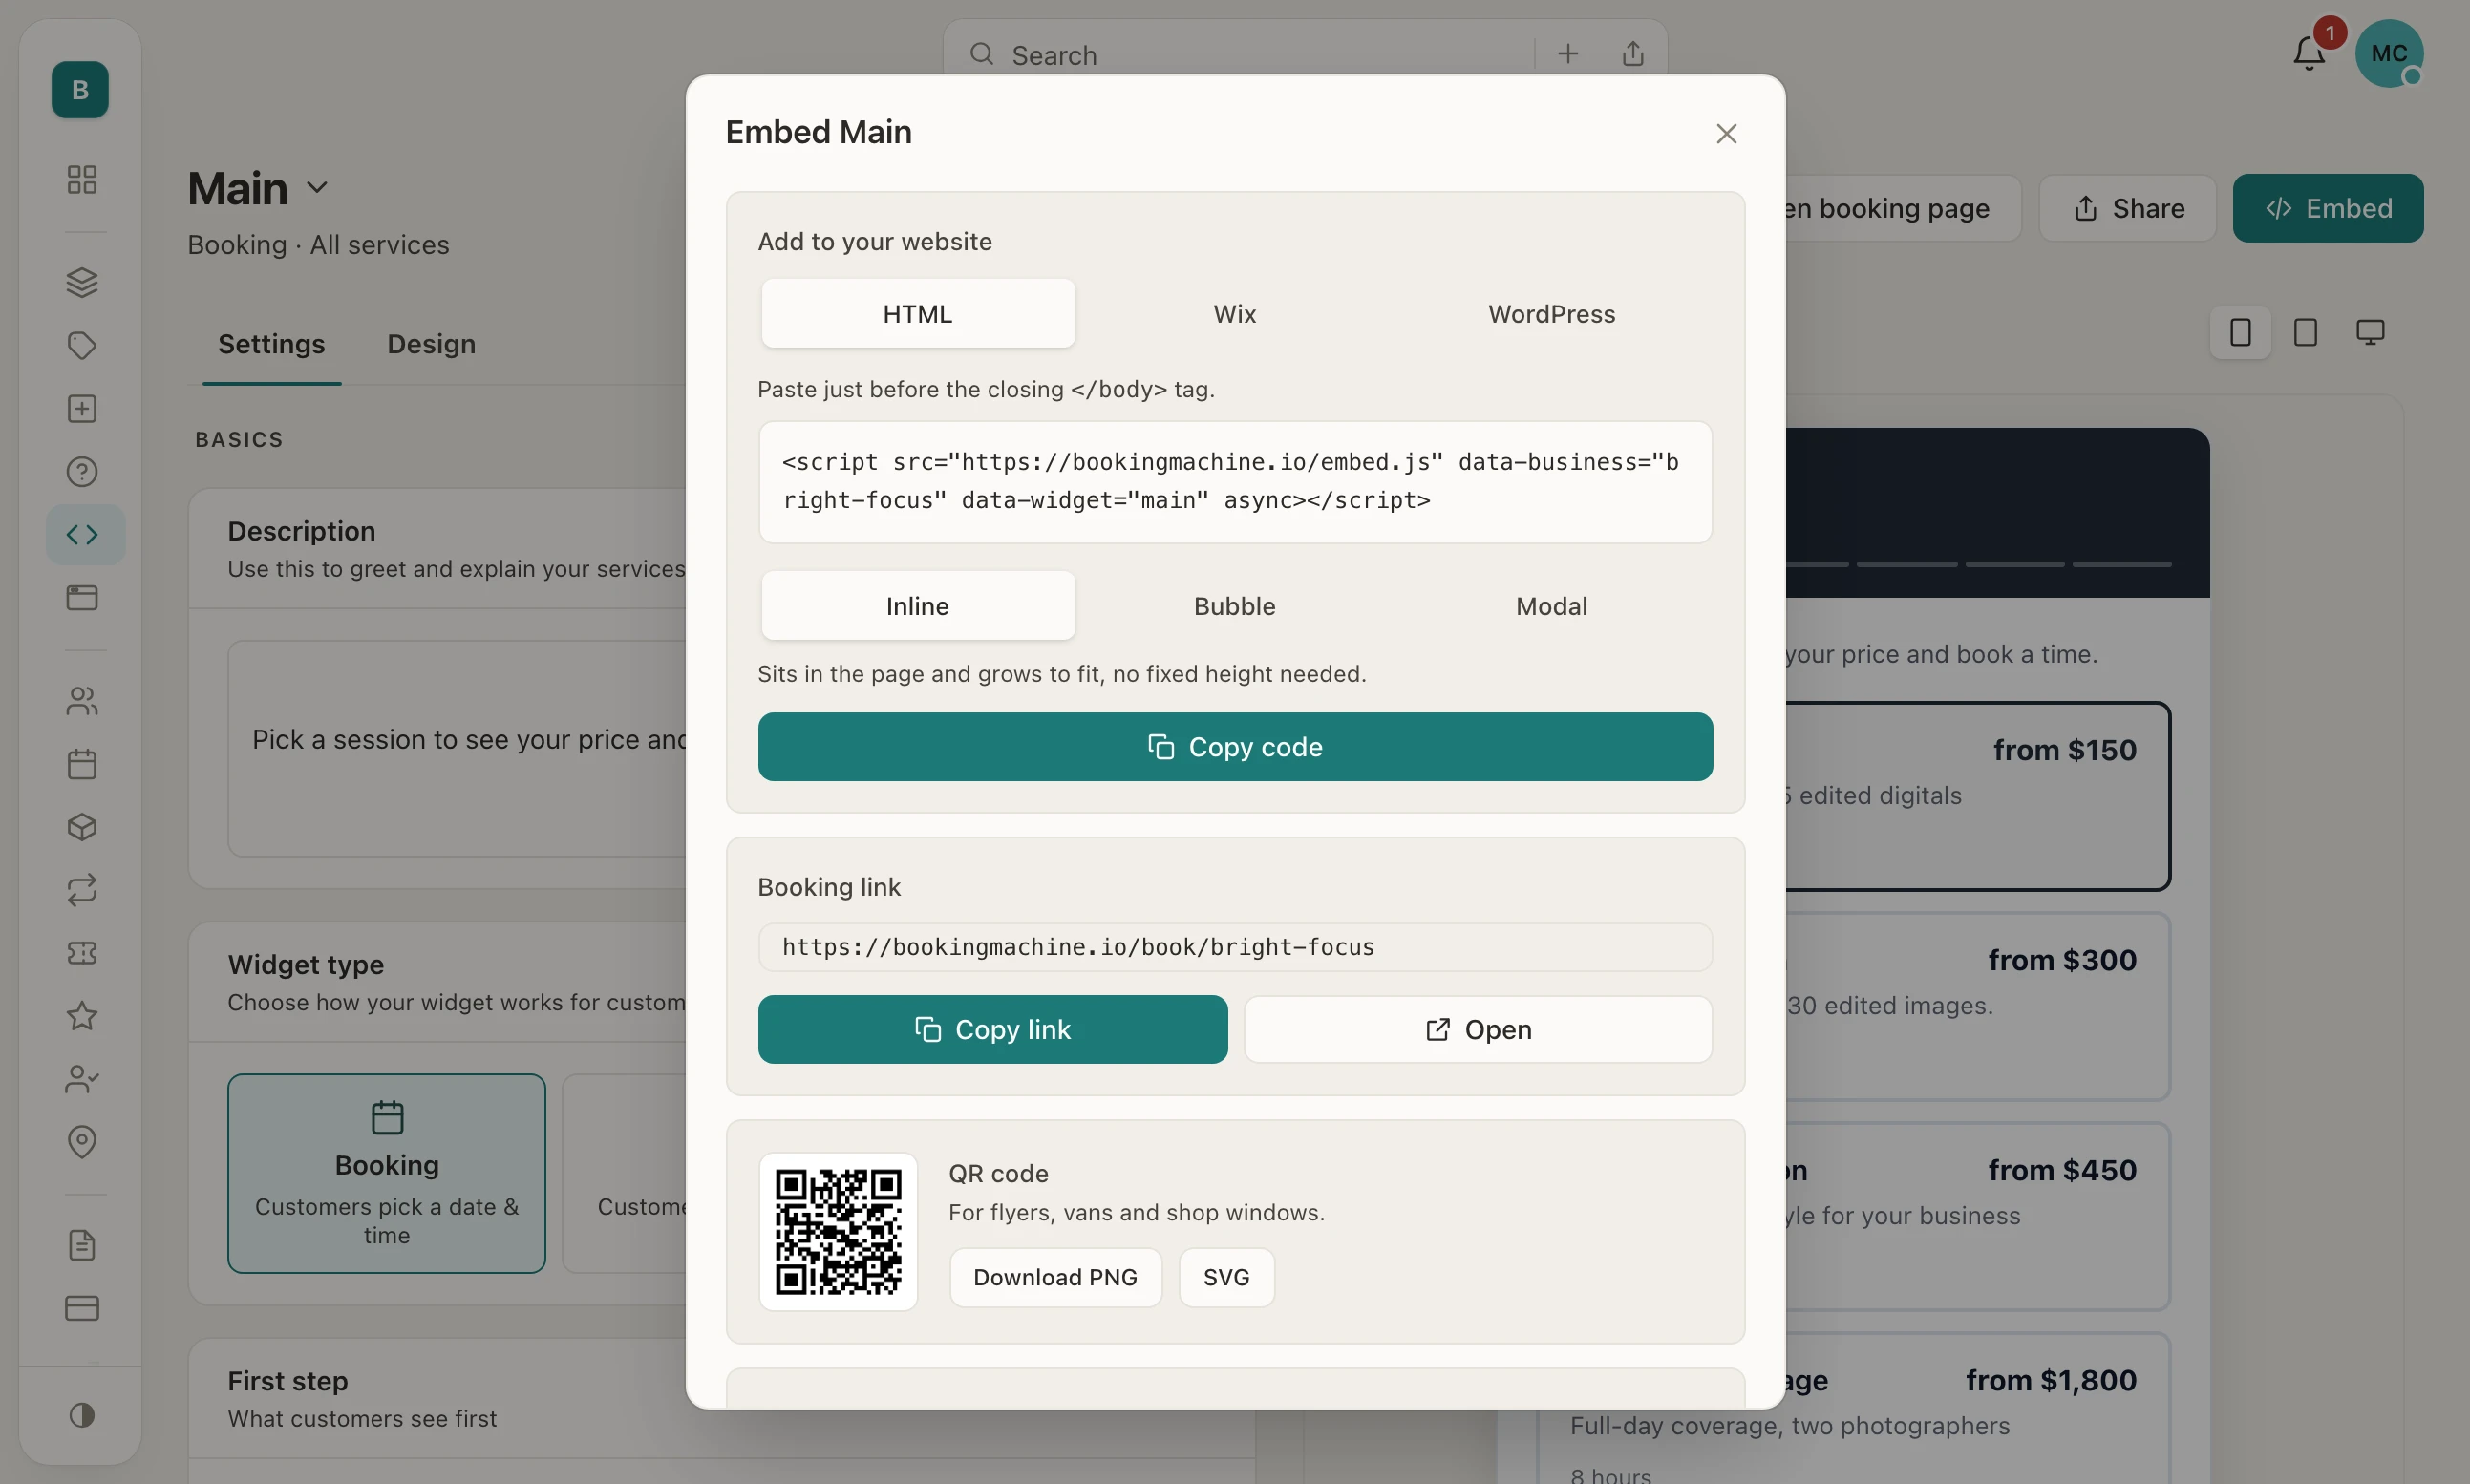 B
Search
1
MC
Main
Booking · All services
en booking page
Share
</> Embed
Settings
Design
BASICS
Description
Use this to greet and explain your services
Pick a session to see your price and
Widget type
Choose how your widget works for custom
Booking
Customers pick a date &
time
Custome
First step
What customers see first
Embed Main
Add to your website
HTML
Wix
WordPress
Paste just before the closing </body> tag.
<script src="https://bookingmachine.io/embed.js" data-business="b
right-focus" data-widget="main" async></script>
Inline
Bubble
Modal
Sits in the page and grows to fit, no fixed height needed.
Copy code
Booking link
https://bookingmachine.io/book/bright-focus
Copy link
Open
QR code
For flyers, vans and shop windows.
Download PNG
SVG
your price and book a time.
from $150
5 edited digitals
from $300
30 edited images.
on
from $450
yle for your business
age
from $1,800
Full-day coverage, two photographers
8 hours